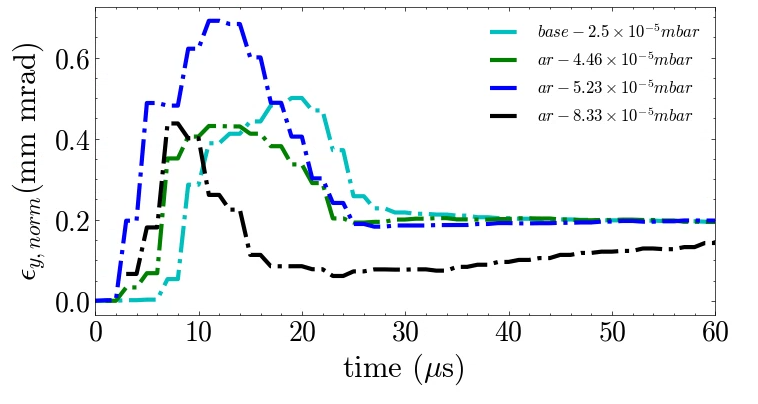 base − 2.5 × 10⁻⁵mbar
ar − 4.46 × 10⁻⁵mbar
ar − 5.23 × 10⁻⁵mbar
ar − 8.33 × 10⁻⁵mbar
ϵy, norm (mm mrad)
0.6
0.4
0.2
0.0
0 10 20 30 40 50 60
time (μs)